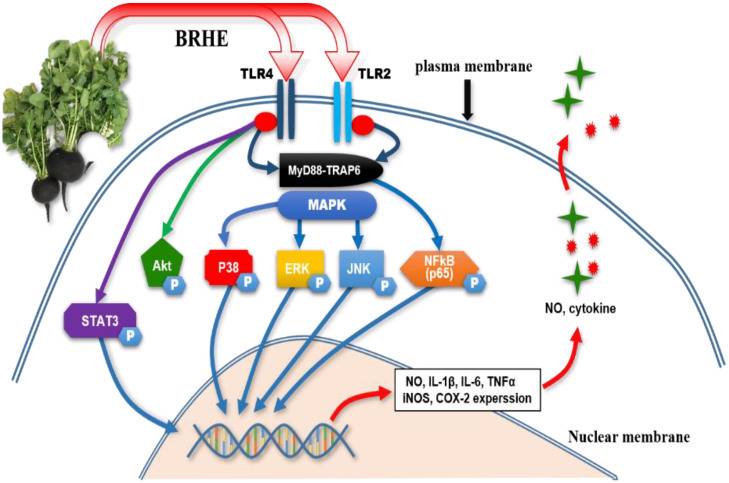 BRHE
TLR4
TLR2
plasma membrane
MyD88-TRAP6
MAPK
Akt
P
P38
P
ERK
P
JNK
P
NFkB
(p65)
P
STAT3
P
NO, cytokine
NO, IL-1β, IL-6, TNFα
iNOS, COX-2 experssion
Nuclear membrane